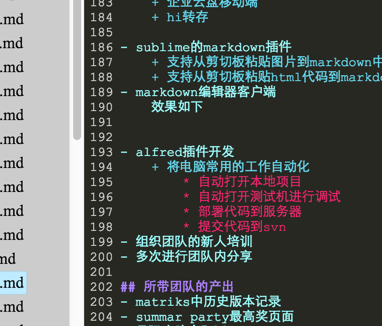 .md
.md
.md
.md
.md
.md
.md
.md
.md
.md
md
.md
.md
183 + 企业云盘移动端
184 + hi转存
185
186 - sublime的markdown插件
187 + 支持从剪切板粘贴图片到markdown中
188 + 支持从剪切板粘贴html代码到markdo
189 - markdown编辑器客户端
190 效果如下
191
192
193 - alfred插件开发
194 + 将电脑常用的工作自动化
195 * 自动打开本地项目
196 * 自动打开测试机进行调试
197 * 部署代码到服务器
198 * 提交代码到svn
199 - 组织团队的新人培训
200 - 多次进行团队内分享
201
202 ## 所带团队的产出
203 - matriks中历史版本记录
204 - summar party最高奖页面